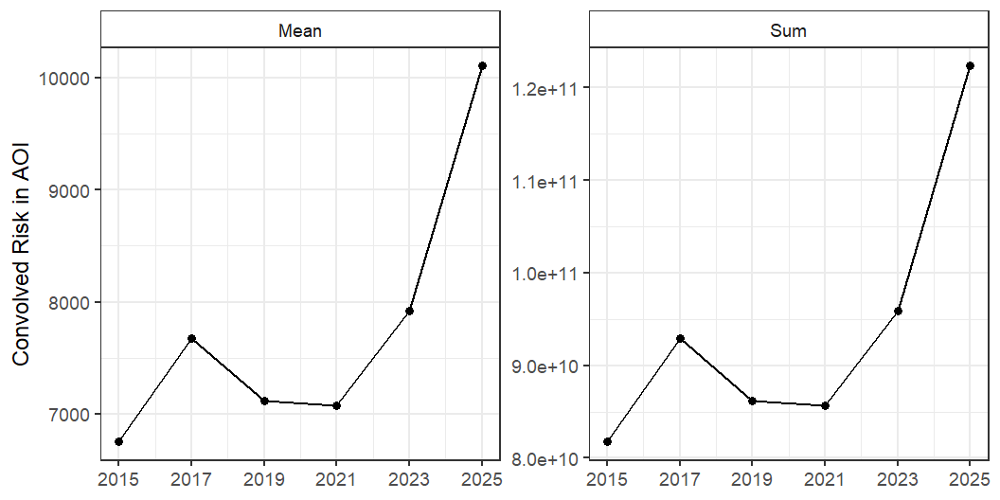 Mean
Sum
Convolved Risk in AOI
10000
9000
8000
7000
1.2e+11
1.1e+11
1.0e+11
9.0e+10
8.0e+10
2015 2017 2019 2021 2023 2025
2015 2017 2019 2021 2023 2025